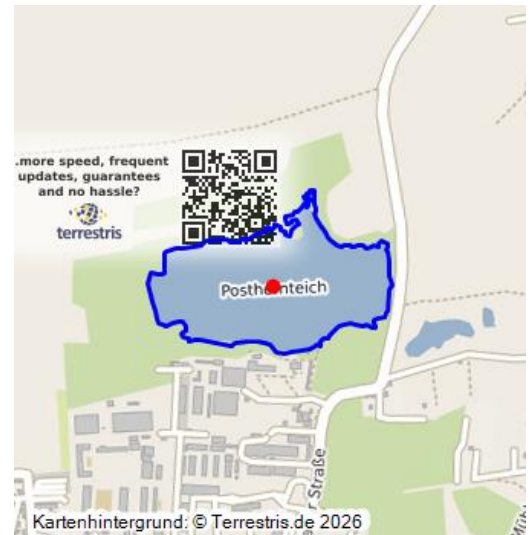 .more speed, frequent
updates, guarantees
and no hassle?
terrestris
Straße
Kartenhintergrund: © Terrestris.de 2026